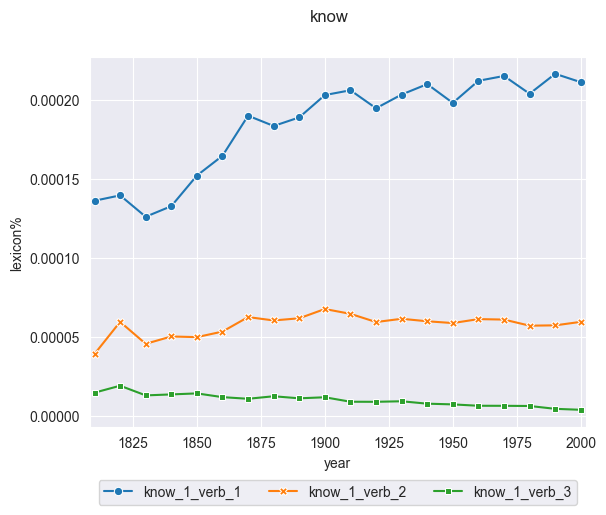 know
0.00020
0.00015
0.00010
0.00005
0.00000
lexicon%
1825 1850 1875 1900 1925 1950 1975 2000
year
know_1_verb_1 know_1_verb_2 know_1_verb_3